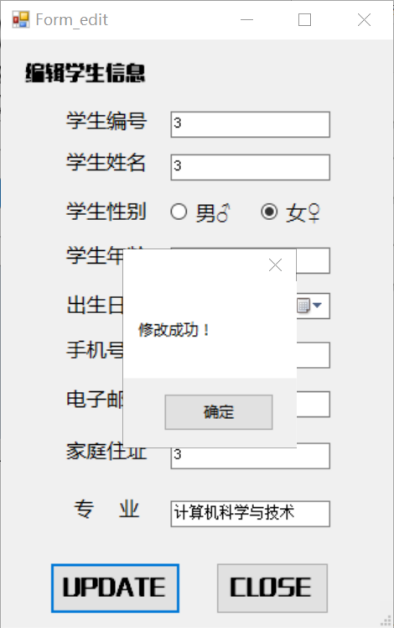 Form_edit
编辑学生信息
学生编号 3
学生姓名 3
学生性别 男♂ 女♀
学生年
出生日
修改成功！
手机号
电子邮
确定
家庭住址 3
专 业 计算机科学与技术
UPDATE CLOSE